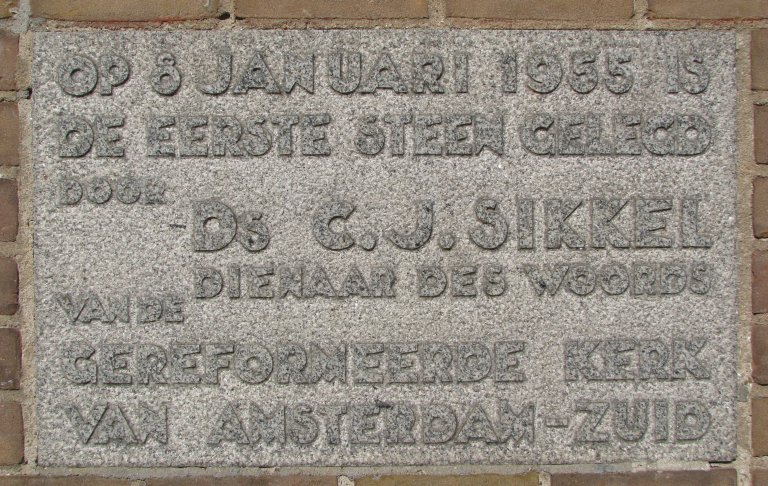 OP 8 JANUARI 1955 IS
DE EERSTE STEEN GELEGD
DOOR
DS C. J. SIKKEL
DIENAAR DES WOORDS
VAN DE
GEREFORMEERDE KERK
VAN AMSTERDAM-ZUID